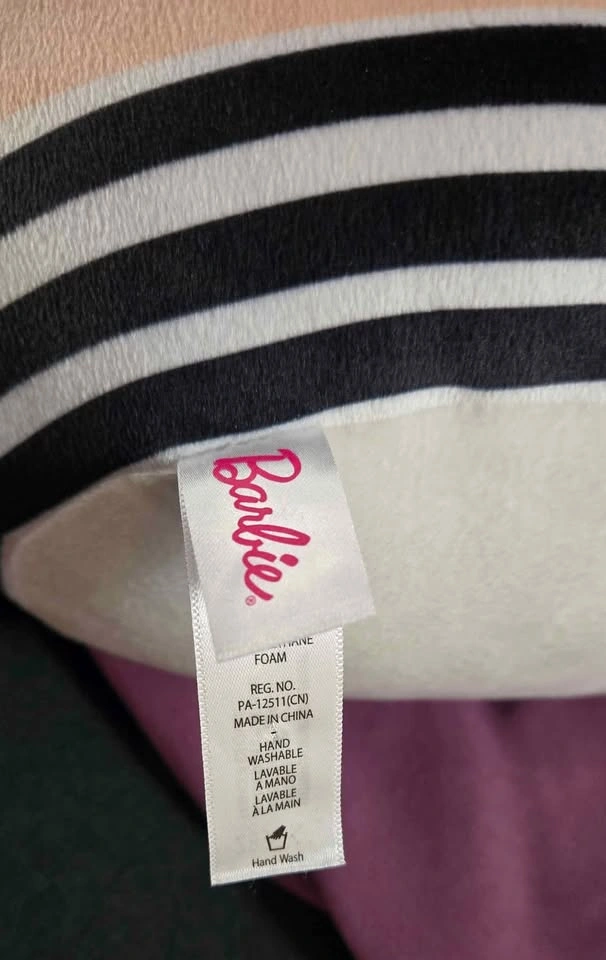 Barbie®
FOAM
REG. NO.
PA-12511(CN)
MADE IN CHINA
-
HAND
WASHABLE
LAVABLE
A MANO
LAVABLE
À LA MAIN
Hand Wash